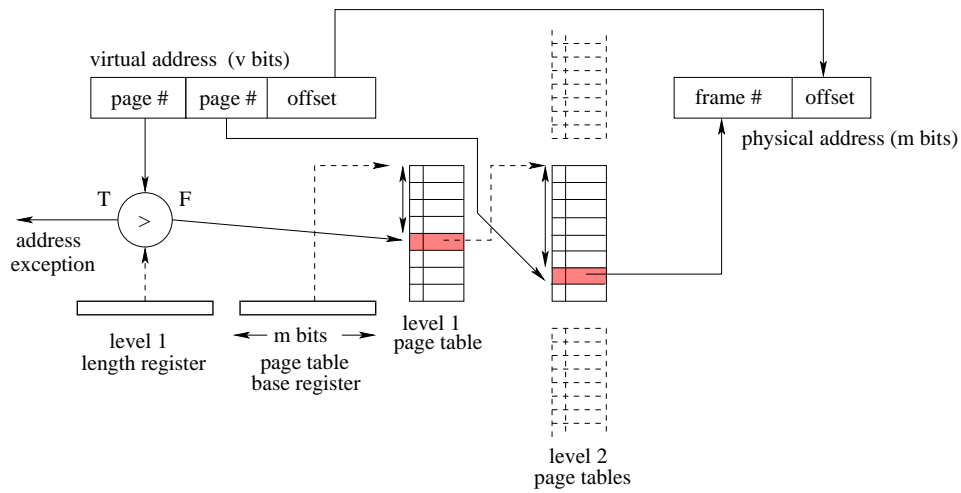 virtual address (v bits)
page #
page #
offset
frame #
offset
physical address (m bits)
T
F
>
address
exception
level 1
length register
m bits
page table
base register
level 1
page table
level 2
page tables